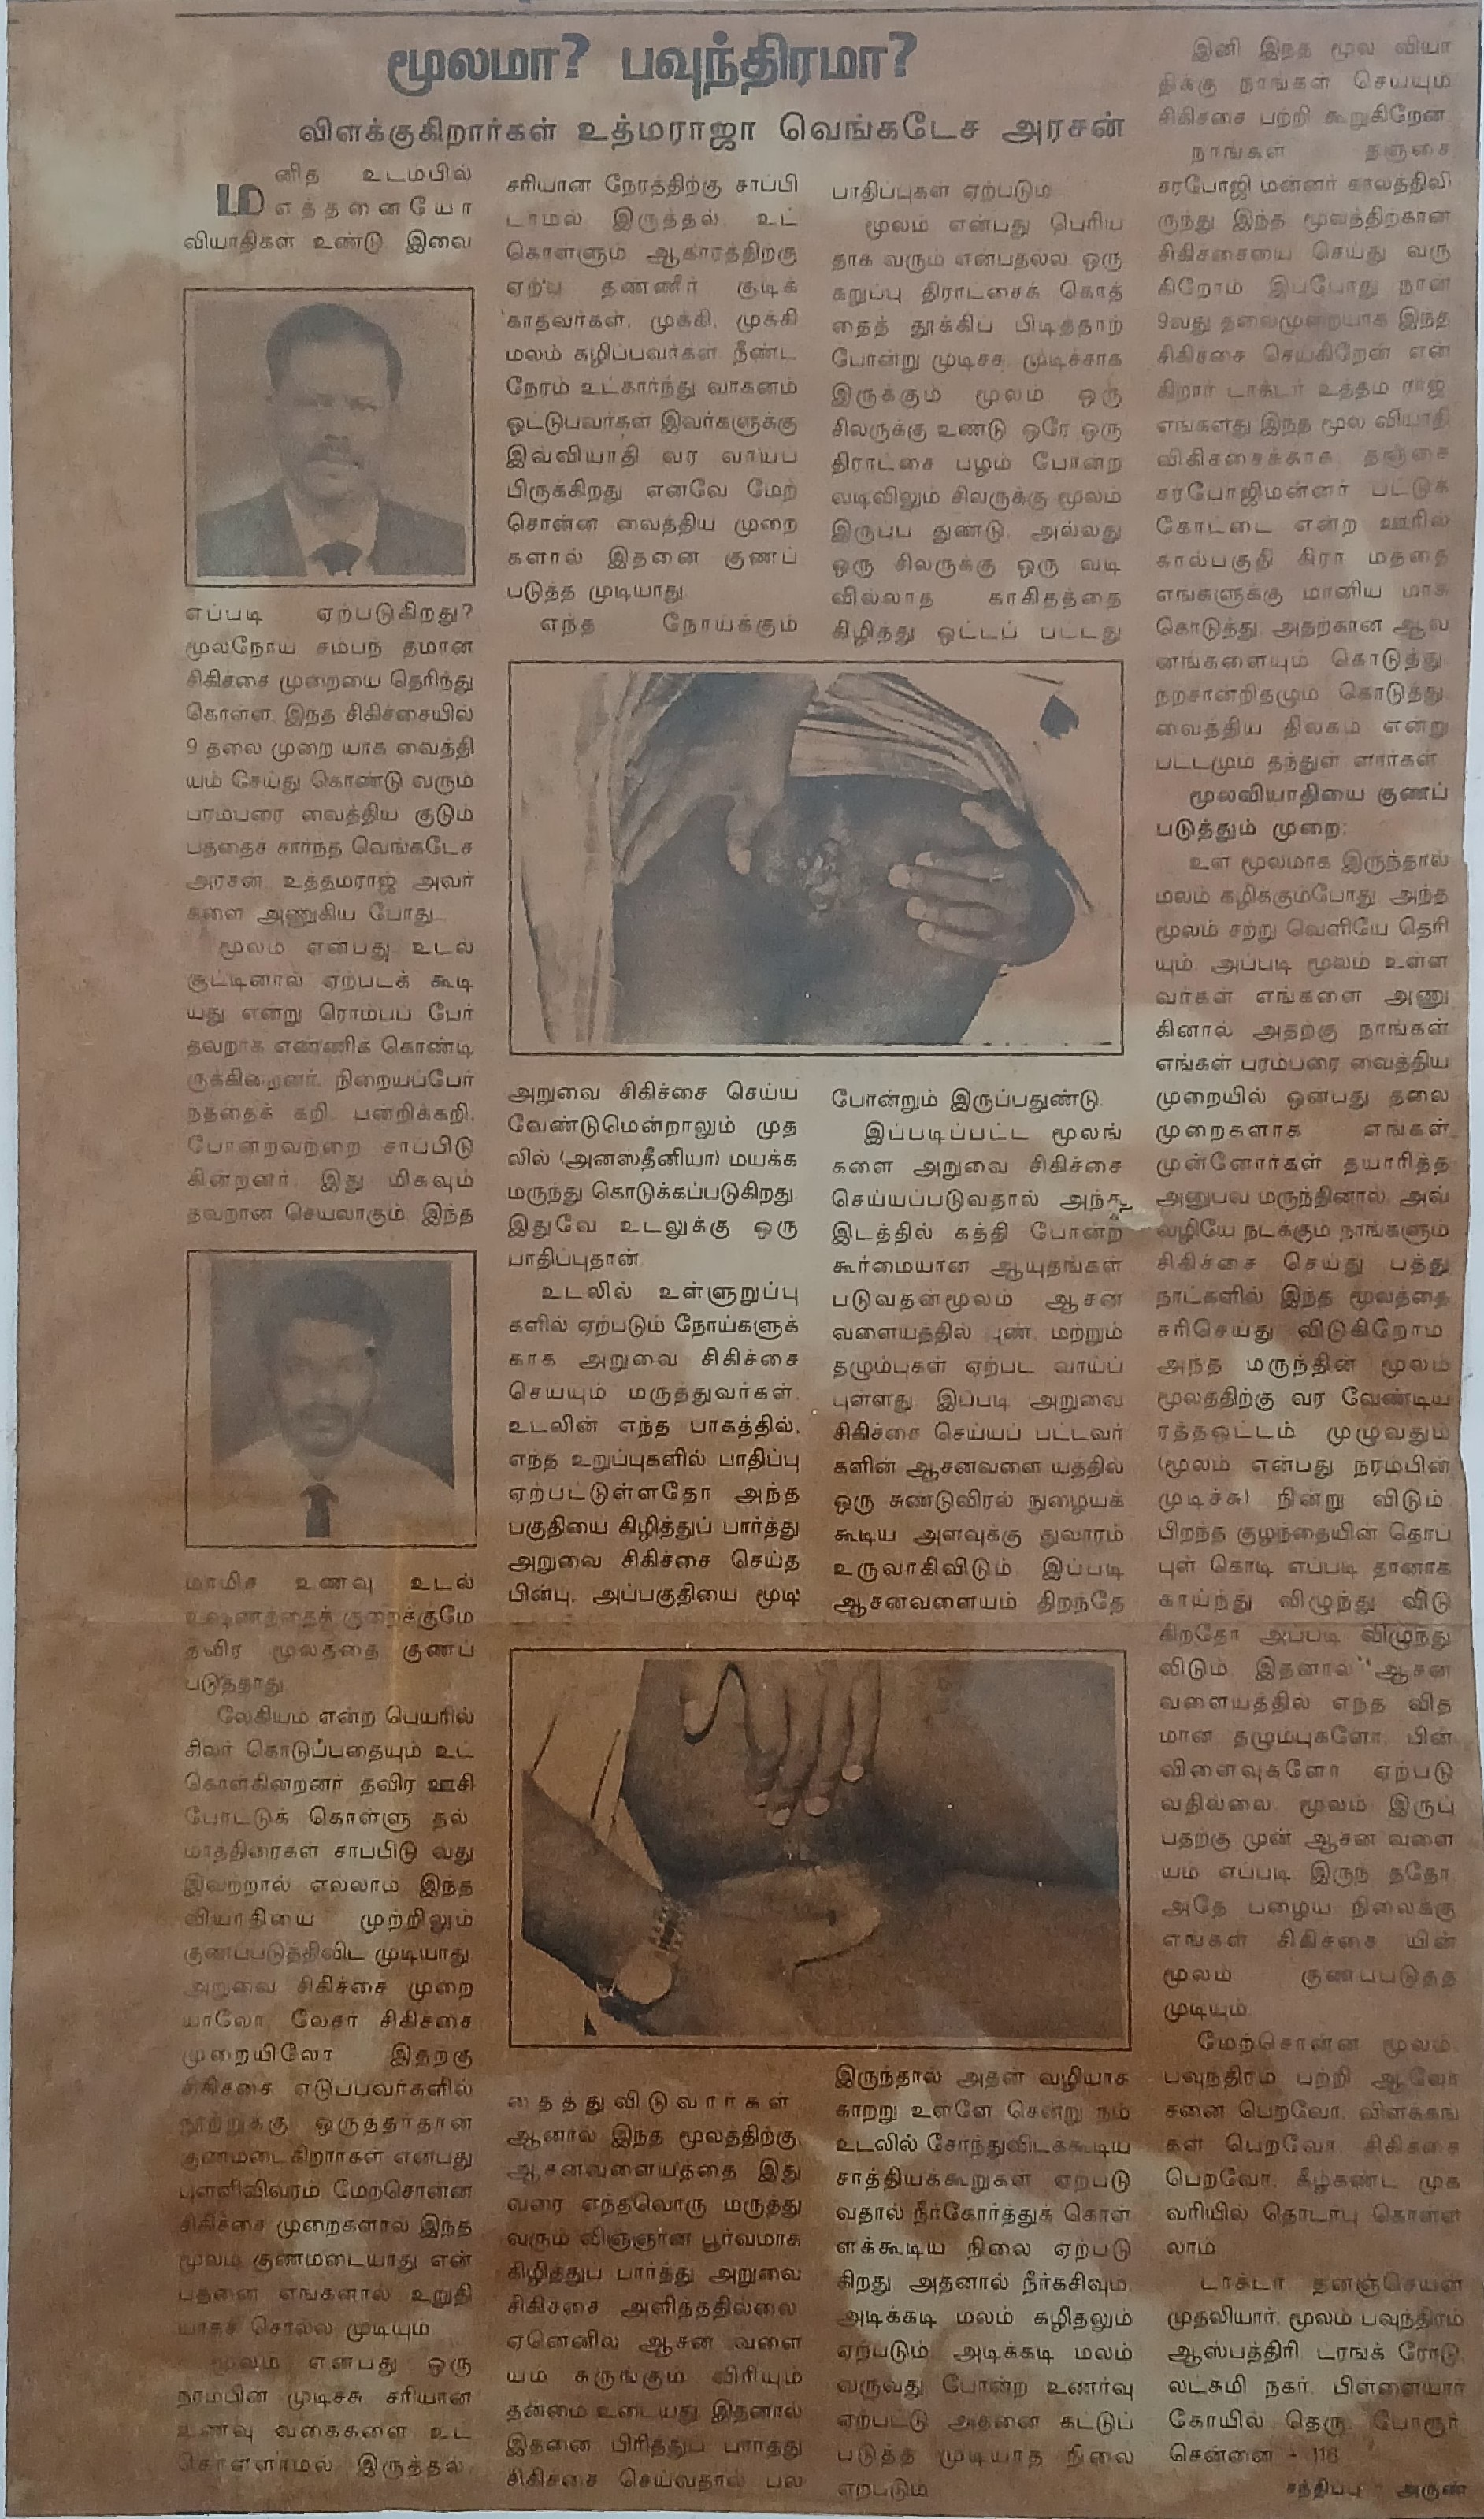 மூலமா? பவுந்திரமா?
விளக்குகிறார்கள் உத்மராஜா வெங்கடேச அரசன்
மனித உடம்பில்
எத்தனையோ
வியாதிகள் உண்டு. இவை
எப்படி ஏற்படுகிறது?
மூலநோய் சம்பந் தமான
சிகிச்சை முறையை தெரிந்து
கொள்ள இந்த சிகிச்சையில்
9 தலை முறை யாக வைத்தி
யம் செய்து கொண்டு வரும்
பரம்பரை வைத்திய குடும்
பத்தைச் சார்ந்த வெங்கடேச
அரசன் உத்தமராஜ் அவர்
களை அணுகிய போது...
மூலம் என்பது உடல்
சூட்டினால் ஏற்படக் கூடி
யது என்று ரொம்பப் பேர்
தவறாக எண்ணிக் கொண்டி
ருக்கிறைனர். நிறையப்பேர்
நத்தைக் கறி, பன்றிக்கறி,
போன்றவற்றை சாப்பிடு
கின்றனர். இது மிகவும்
தவறான செயலாகும். இந்த
மாமிச உணவு உடல்
உஷ்ணத்தைக் குறைக்குமே
தவிர மூலத்தை குணப்
படுத்தாது.
லேகியம் என்ற பெயரில்
சிலர் கொடுப்பதையும் உட்
கொள்கின்றனர் தவிர ஊசி
போட்டுக் கொள்ளு தல்
மாத்திரைகள் சாப்பிடு வது
இவற்றால் எல்லாம் இந்த
வியாதியை முற்றிலும்
குணப்படுத்திவிட முடியாது.
அறுவை சிகிச்சை முறை
யாலோ, லேசர் சிகிச்சை
முறையிலோ இதற்கு
சிகிச்சை எடுப்பவர்களில்
நூற்றுக்கு ஒருத்தர்தான்
குணமடைகிறார்கள் என்பது
புள்ளிவிவரம் மேற்சொன்ன
சிகிச்சை முறைகளால் இந்த
மூலம் குணமடையாது என்
பதனை எங்களால் உறுதி
யாகச் சொல்ல முடியும்.
மூலம் என்பது ஒரு
நரம்பின் முடிச்சு சரியான
உணவு வகைகளை உட்
கொள்ளாமல் இருத்தல்,
சரியான நேரத்திற்கு சாப்பி
டாமல் இருத்தல், உட்
கொள்ளும் ஆகாரத்திற்கு
ஏற்ப தண்ணீர் குடிக்
காதவர்கள், முக்கி, முக்கி
மலம் கழிப்பவர்கள் நீண்ட
நேரம் உட்கார்ந்து வாகனம்
ஓட்டுபவர்கள் இவர்களுக்கு
இவ்வியாதி வர வாய்ப்
பிருக்கிறது எனவே மேற்
சொன்ன வைத்திய முறை
களால் இதனை குணப்
படுத்த முடியாது.
எந்த நோய்க்கும்
அறுவை சிகிச்சை செய்ய
வேண்டுமென்றாலும் முத
லில் (அனஸ்தீனியா) மயக்க
மருந்து கொடுக்கப்படுகிறது.
இதுவே உடலுக்கு ஒரு
பாதிப்புதான்.
உடலில் உள்ளுறுப்பு
களில் ஏற்படும் நோய்களுக்
காக அறுவை சிகிச்சை
செய்யும் மருத்துவர்கள்,
உடலின் எந்த பாகத்தில்,
எந்த உறுப்புகளில் பாதிப்பு
ஏற்பட்டுள்ளதோ அந்த
பகுதியை கிழித்துப் பார்த்து
அறுவை சிகிச்சை செய்த
பின்பு, அப்பகுதியை மூடி
தைத்துவிடுவார்கள்
ஆனால் இந்த மூலத்திற்கு,
ஆசனவளையத்தை இது
வரை எந்தவொரு மருத்து
வரும் விஞ்ஞான பூர்வமாக
கிழித்துப் பார்த்து அறுவை
சிகிச்சை அளித்ததில்லை.
ஏனெனில் ஆசன வளை
யம் சுருங்கும் விரியும்
தன்மை உடையது இதனால்
இதனை பிரித்துப் பார்த்து
சிகிச்சை செய்வதால் பல
பாதிப்புகள் ஏற்படும்.
மூலம் என்பது பெரிய
தாக வரும் என்பதல்ல ஒரு
கறுப்பு திராட்சைக் கொத்
தைத் தூக்கிப் பிடித்தாற்
போன்று முடிச்சு, முடிச்சாக
இருக்கும் மூலம் ஒரு
சிலருக்கு உண்டு ஒரே ஒரு
திராட்சை பழம் போன்ற
வடிவிலும் சிலருக்கு மூலம்
இருப்ப துண்டு, அல்லது
ஒரு சிலருக்கு ஒரு வடி
வில்லாத காகிதத்தை
கிழித்து ஒட்டப் பட்டது
போன்றும் இருப்பதுண்டு.
இப்படிப்பட்ட மூலங்
களை அறுவை சிகிச்சை
செய்யப்படுவதால் அந்த
இடத்தில் கத்தி போன்ற
கூர்மையான ஆயுதங்கள்
படுவதன்மூலம் ஆசன
வளையத்தில் புண், மற்றும்
தழும்புகள் ஏற்பட வாய்ப்
புள்ளது இப்படி அறுவை
சிகிச்சை செய்யப் பட்டவர்
களின் ஆசனவளை யத்தில்
ஒரு சுண்டுவிரல் நுழையக்
கூடிய அளவுக்கு துவாரம்
உருவாகிவிடும். இப்படி
ஆசனவளையம் திறந்தே
இருந்தால் அதன் வழியாக
காற்று உள்ளே சென்று நம்
உடலில் சேர்ந்துவிடக்கூடிய
சாத்தியக்கூறுகள் ஏற்படு
வதால் நீர்கோர்த்துக் கொள்
ளக்கூடிய நிலை ஏற்படு
கிறது அதனால் நீர்கசிவும்,
அடிக்கடி மலம் கழிதலும்
ஏற்படும். அடிக்கடி மலம்
வருவது போன்ற உணர்வு
ஏற்பட்டு அதனை கட்டுப்
படுத்த முடியாத நிலை
ஏற்படும்.
இனி இந்த மூல வியா
திக்கு நாங்கள் செய்யும்
சிகிச்சை பற்றி கூறுகிறேன்.
நாங்கள் தஞ்சை
சரபோஜி மன்னர் காலத்திலி
ருந்து இந்த மூலத்திற்கான
சிகிச்சையை செய்து வரு
கிறோம் இப்போது நான்
9வது தலைமுறையாக இந்த
சிகிச்சை செய்கிறேன் என்
கிறார் டாக்டர் உத்தம ராஜ்
எங்களது இந்த மூல வியாதி
சிகிச்சைக்காக தஞ்சை
சரபோஜிமன்னர் பட்டுக்
கோட்டை என்ற ஊரில்
கால்பகுதி கிரா மத்தை
எங்களுக்கு மானிய மாக
கொடுத்து, அதற்கான ஆவ
ணங்களையும் கொடுத்து.
நற்சான்றிதழும் கொடுத்து.
வைத்திய திலகம் என்று
பட்டமும் தந்துள் ளார்கள்.
மூலவியாதியை குணப்
படுத்தும் முறை:
உள் மூலமாக இருந்தால்
மலம் கழிக்கும்போது அந்த
மூலம் சற்று வெளியே தெரி
யும். அப்படி மூலம் உள்ள
வர்கள் எங்களை அணு
கினால் அதற்கு நாங்கள்
எங்கள் பரம்பரை வைத்திய
முறையில் ஒன்பது தலை
முறைகளாக எங்கள்
முன்னோர்கள் தயாரித்த
அனுபவ மருந்தினால், அவ்
வழியே நடக்கும் நாங்களும்
சிகிச்சை செய்து பத்து
நாட்களில் இந்த மூலத்தை
சரிசெய்து விடுகிறோம்
அந்த மருந்தின் மூலம்
மூலத்திற்கு வர வேண்டிய
ரத்தஓட்டம் முழுவதும்
(மூலம் என்பது நரம்பின்
முடிச்சு) நின்று விடும்.
பிறந்த குழந்தையின் தொப்
புள் கொடி எப்படி தானாக
காய்ந்து விழுந்து விடு
கிறதோ அப்படி விழுந்து
விடும். இதனால் ஆசன
வளையத்தில் எந்த வித
மான தழும்புகளோ, பின்
விளைவுகளோ ஏற்படு
வதில்லை. மூலம் இருப்
பதற்கு முன் ஆசன வளை
யம் எப்படி இருந் ததோ
அதே பழைய நிலைக்கு
எங்கள் சிகிச்சை யின்
மூலம் குணப்படுத்த
முடியும்.
மேற்சொன்ன மூலம்,
பவுந்திரம் பற்றி ஆலோ
சனை பெறவோ, விளக்கங்
கள் பெறவோ, சிகிச்சை
பெறவோ, கீழ்கண்ட முக
வரியில் தொடர்பு கொள்ள
லாம்.
டாக்டர் தனஞ்செயன்
முதலியார், மூலம் பவுந்திரம்
ஆஸ்பத்திரி ட்ரங்க் ரோடு,
லட்சுமி நகர், பிள்ளையார்
கோயில் தெரு, போரூர்
சென்னை - 116
சந்திப்பு - அருண்